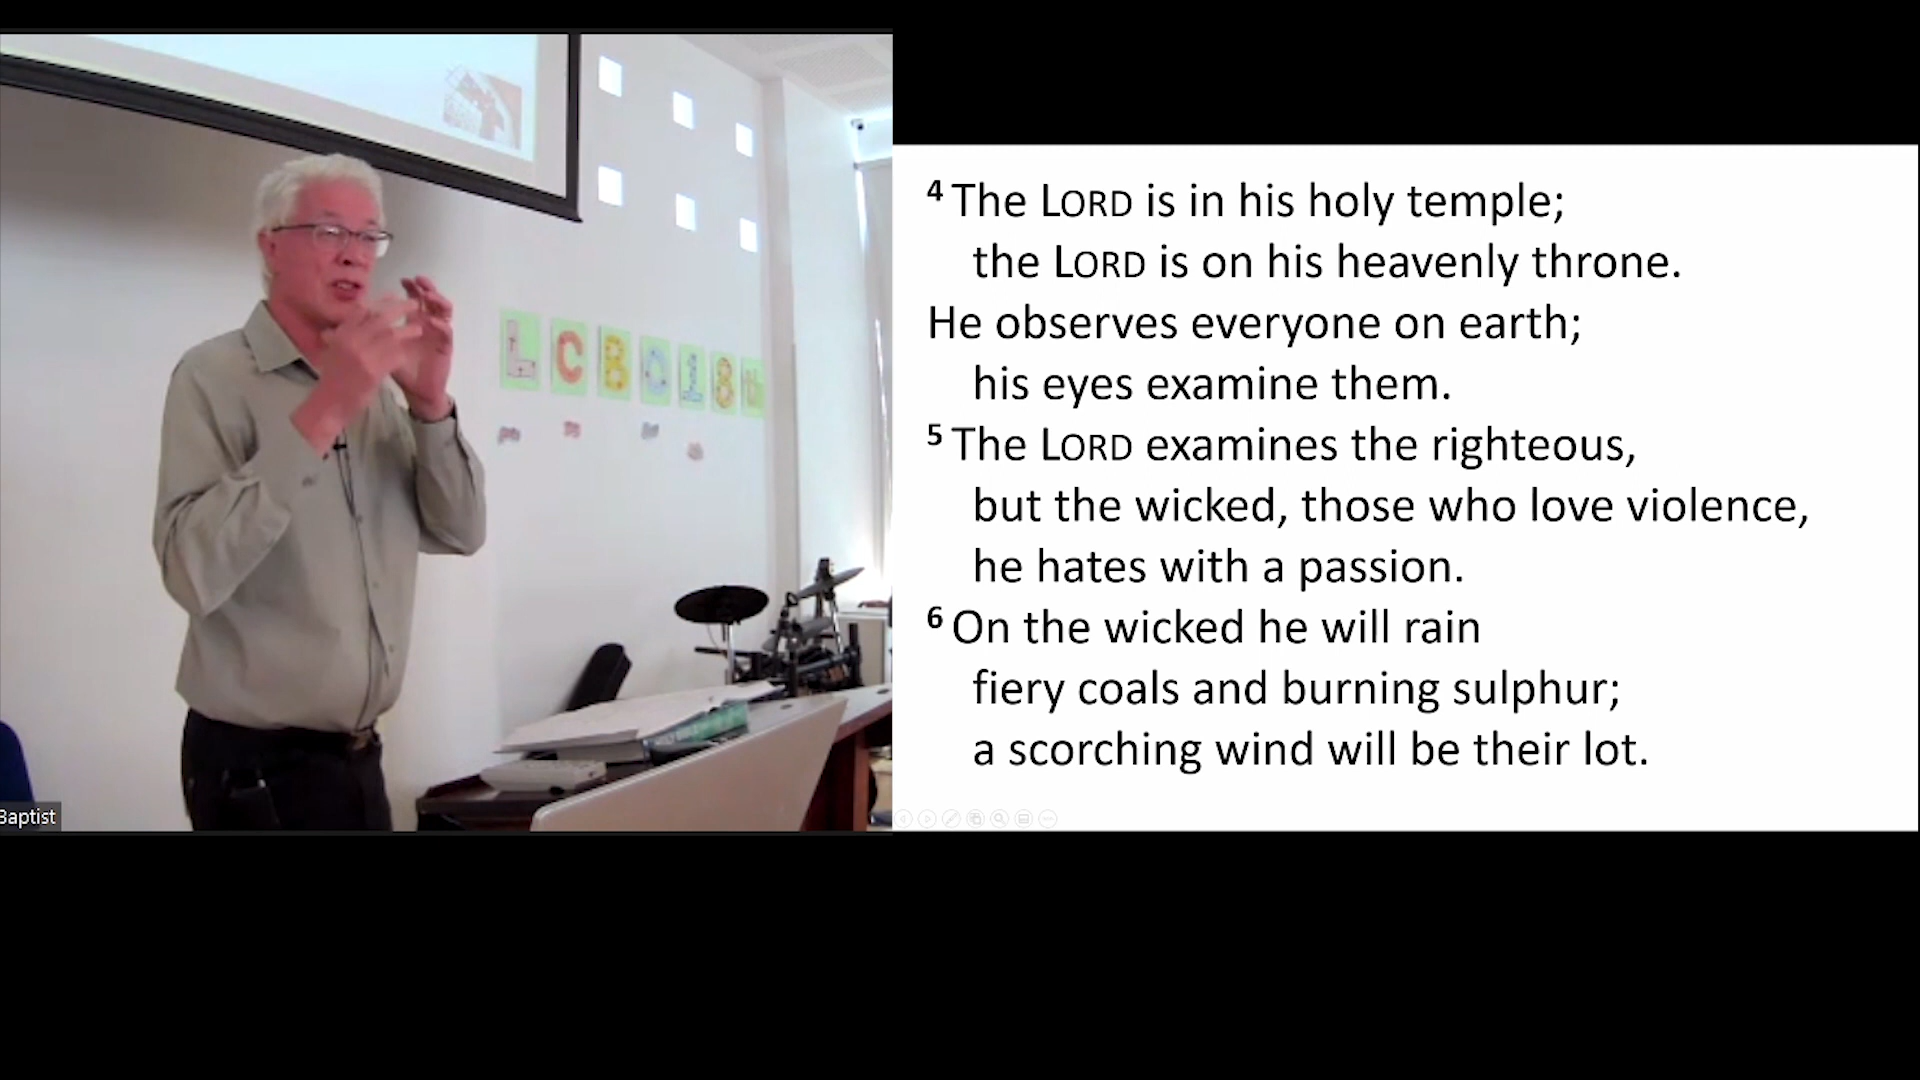 LCBC18th
Baptist
4 The LORD is in his holy temple;
the LORD is on his heavenly throne.
He observes everyone on earth;
his eyes examine them.
5 The LORD examines the righteous,
but the wicked, those who love violence,
he hates with a passion.
6 On the wicked he will rain
fiery coals and burning sulphur;
a scorching wind will be their lot.